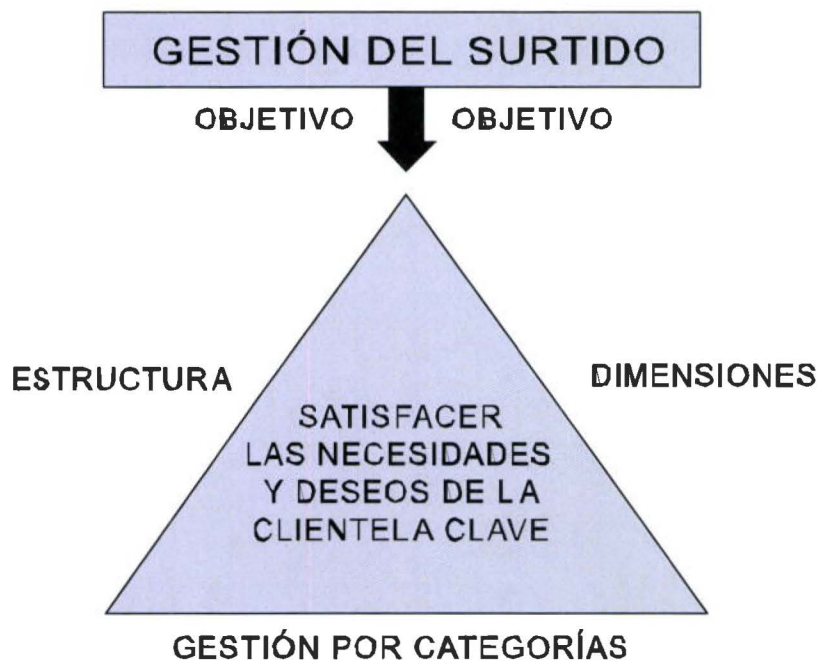 GESTIÓN DEL SURTIDO
OBJETIVO OBJETIVO
ESTRUCTURA
DIMENSIONES
SATISFACER
LAS NECESIDADES
Y DESEOS DE LA
CLIENTELA CLAVE
GESTIÓN POR CATEGORÍAS